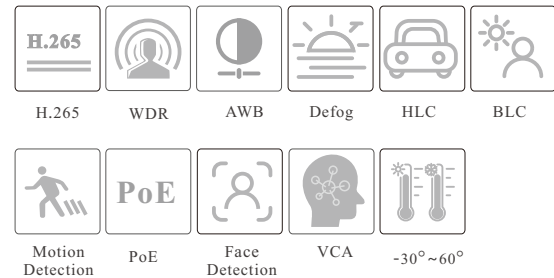 H.265
H.265 WDR AWB Defog HLC BLC
PoE
Motion Detection PoE Face Detection VCA -30°~60°